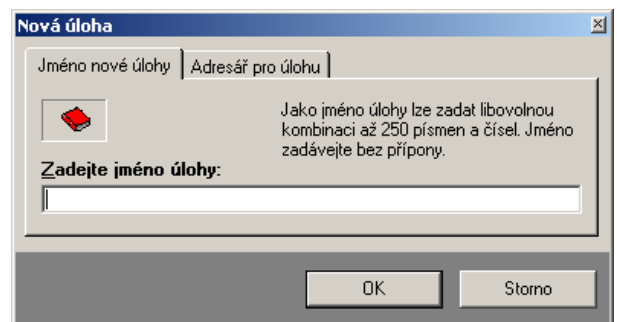 Nová úloha
Jméno nové úlohy
Adresář pro úlohu
Jako jméno úlohy lze zadat libovolnou
kombinaci až 250 písmen a čísel. Jméno
zadávejte bez přípony.
Zadejte jméno úlohy:
OK
Storno